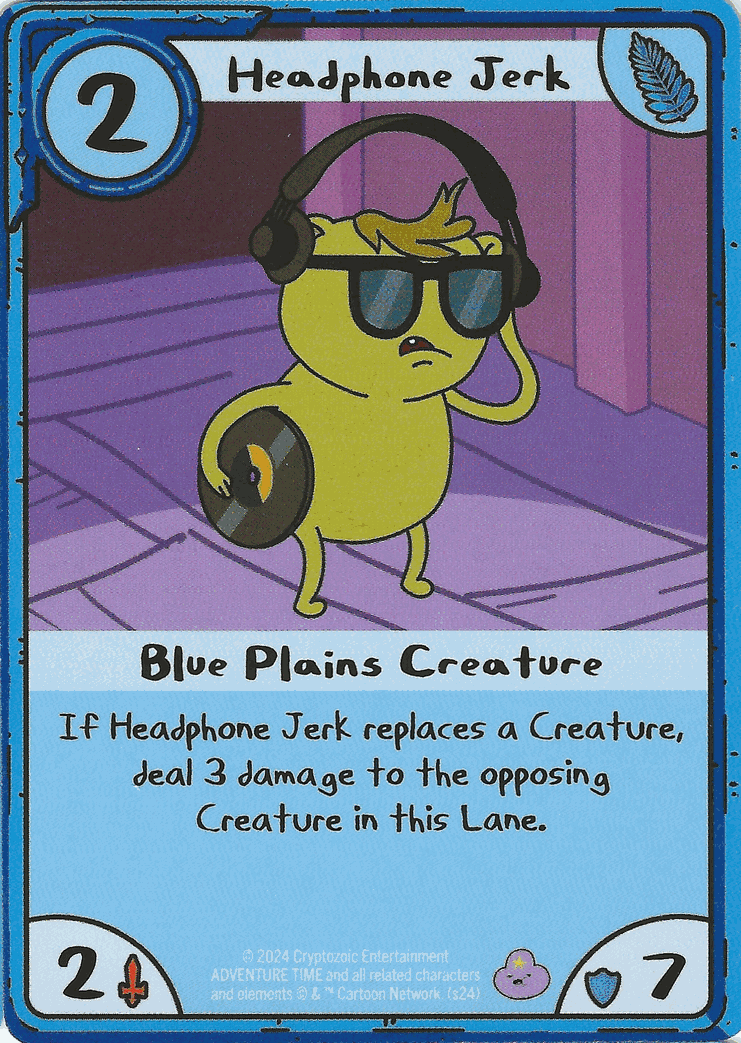 2
Headphone Jerk
Blue Plains Creature
If Headphone Jerk replaces a Creature,
deal 3 damage to the opposing
Creature in this Lane.
2
© 2024 Cryptozoic Entertainment
ADVENTURE TIME and all related characters
and elements © & ™ Cartoon Network. (s24)
7